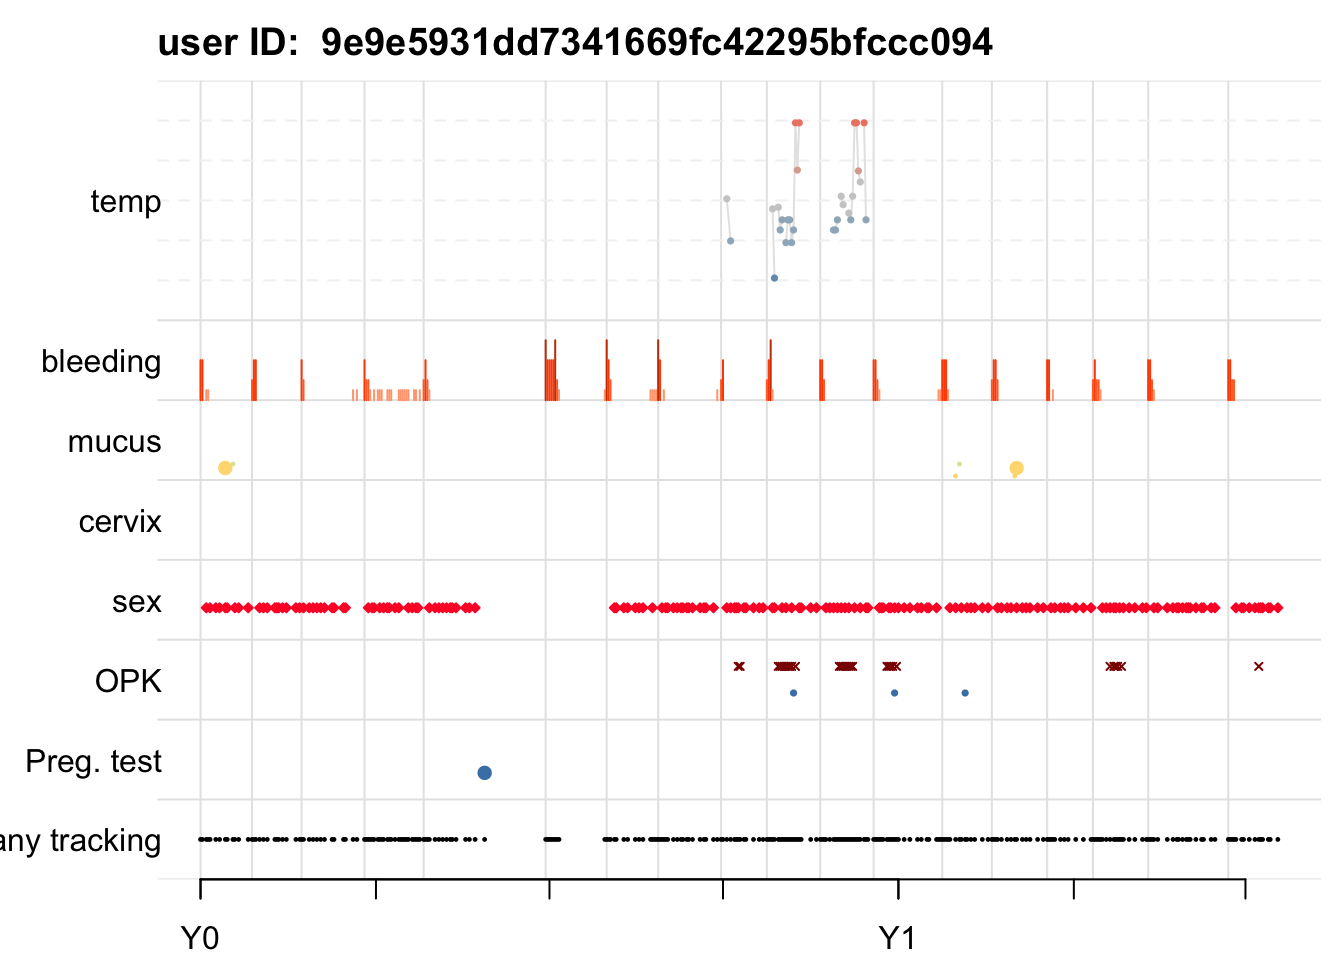 user ID: 9e9e5931dd7341669fc42295bfccc094
temp
bleeding
mucus
cervix
sex
OPK
Preg. test
any tracking
Y0 Y1